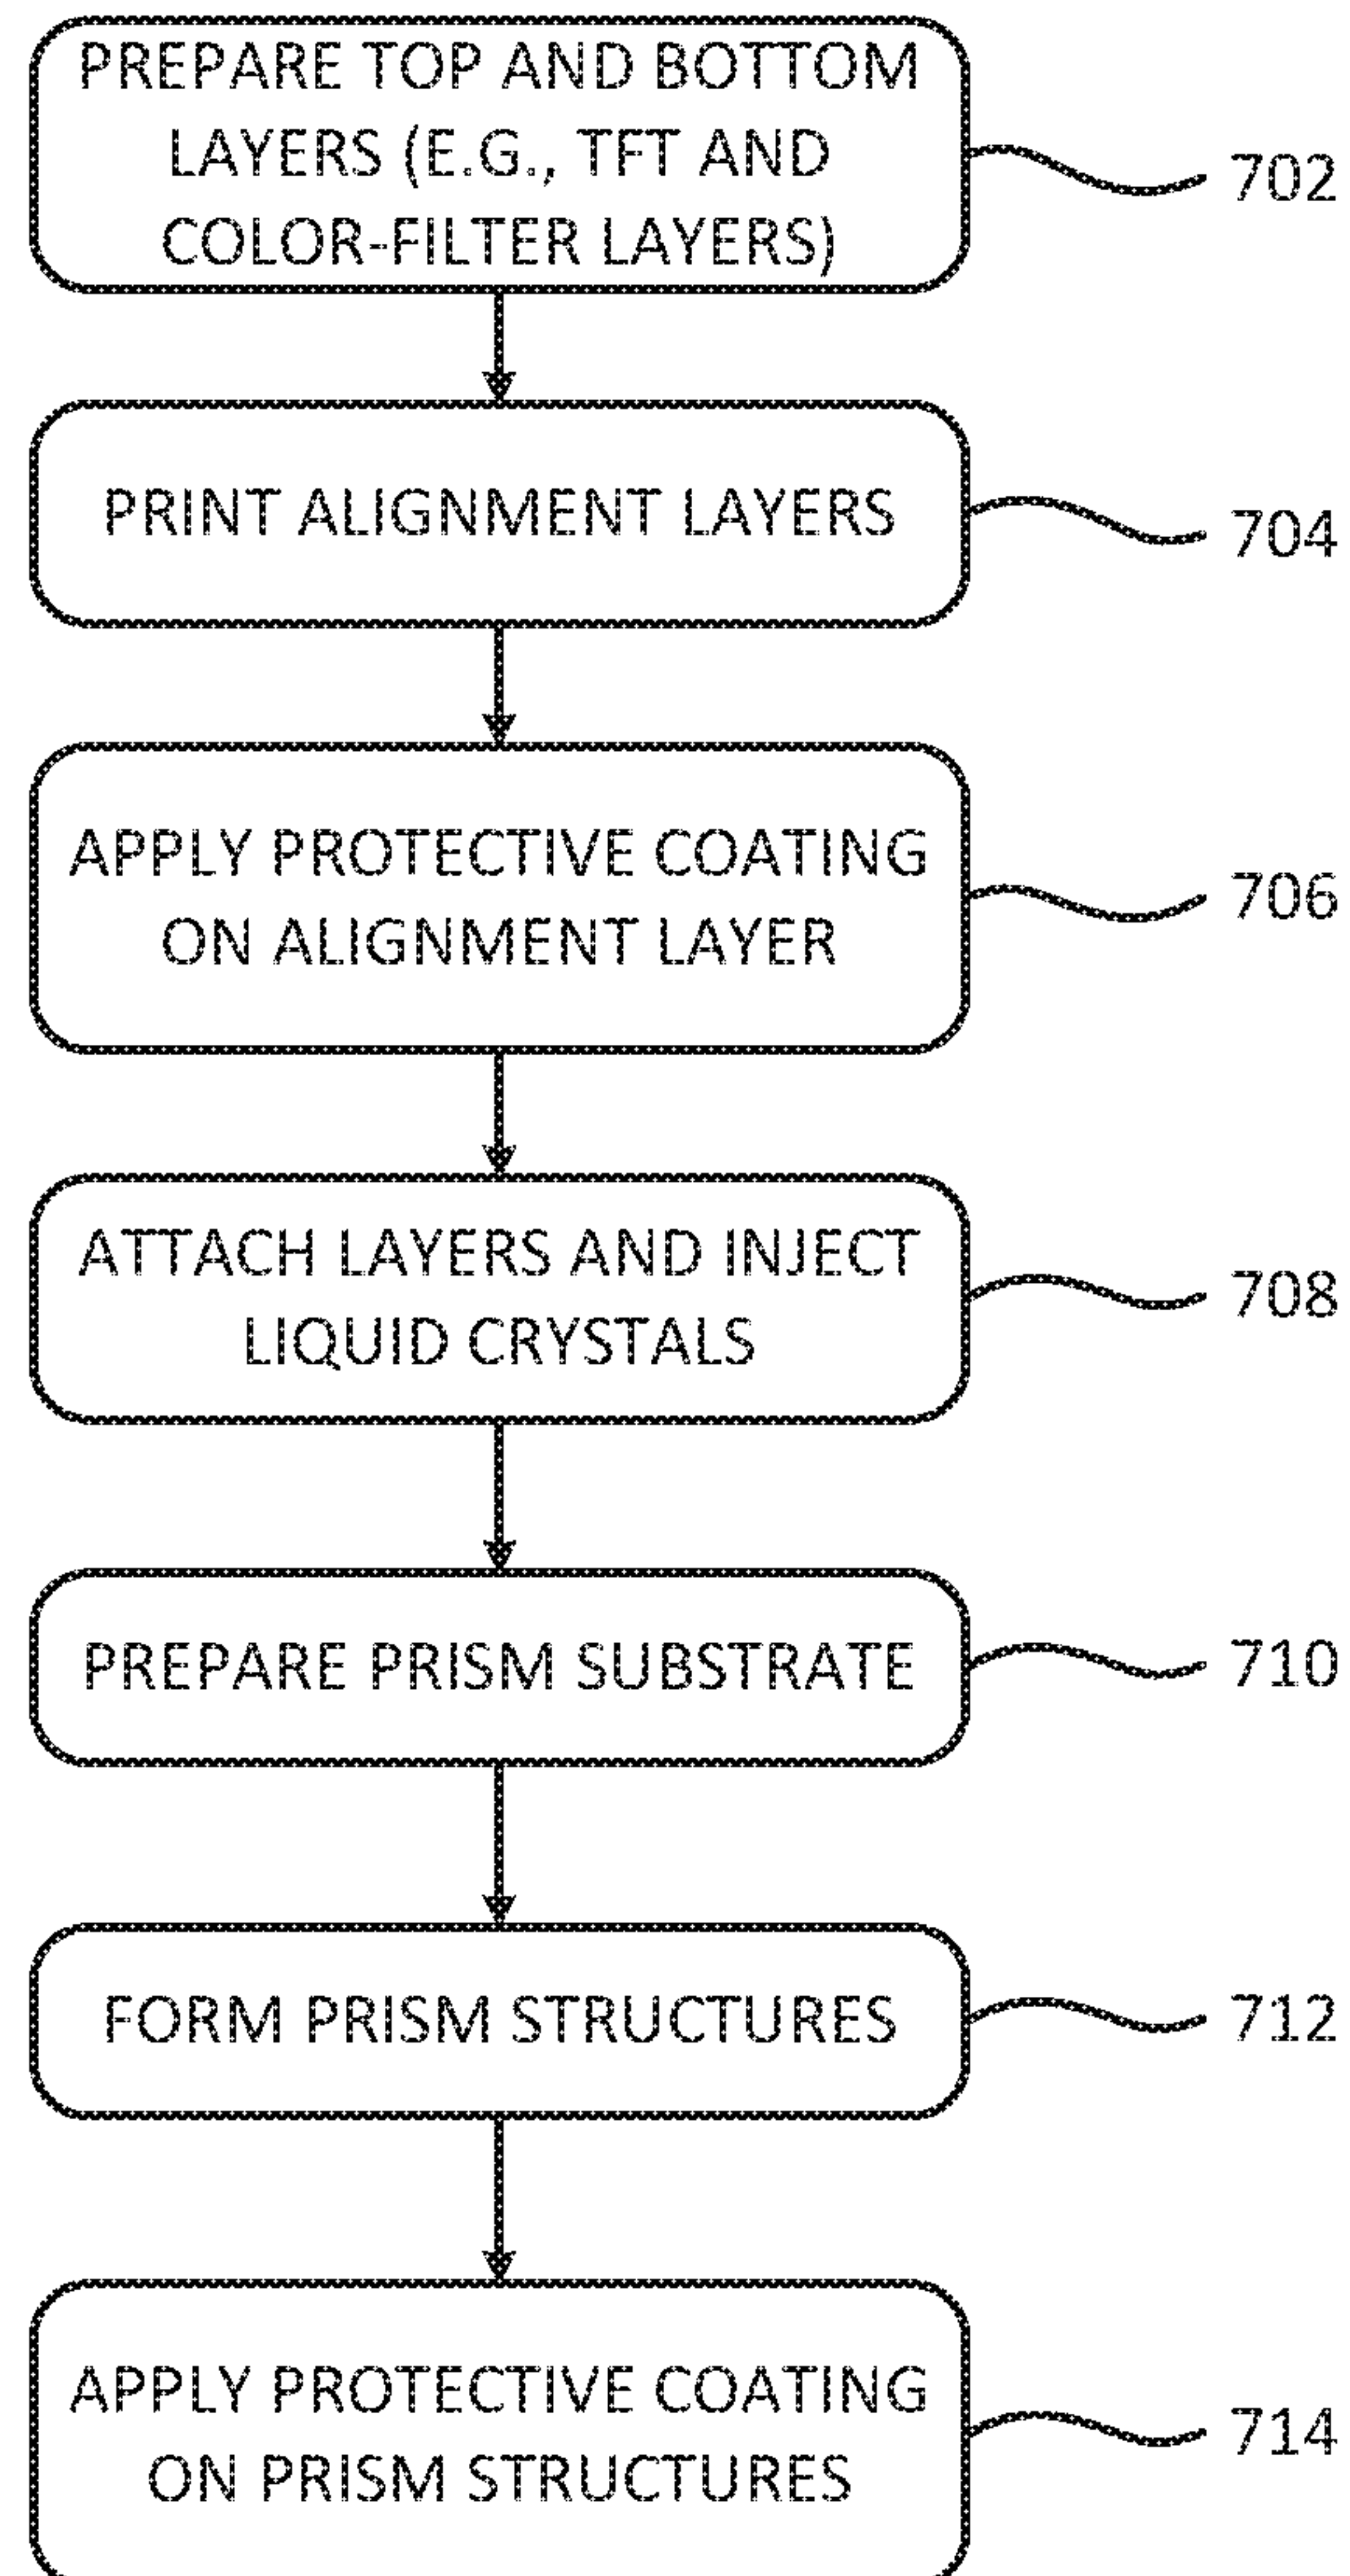 PREPARE TOP AND BOTTOM
LAYERS (E.G., TFT AND
COLOR-FILTER LAYERS)
702
PRINT ALIGNMENT LAYERS
704
APPLY PROTECTIVE COATING
ON ALIGNMENT LAYER
706
ATTACH LAYERS AND INJECT
LIQUID CRYSTALS
708
PREPARE PRISM SUBSTRATE
710
FORM PRISM STRUCTURES
712
APPLY PROTECTIVE COATING
ON PRISM STRUCTURES
714